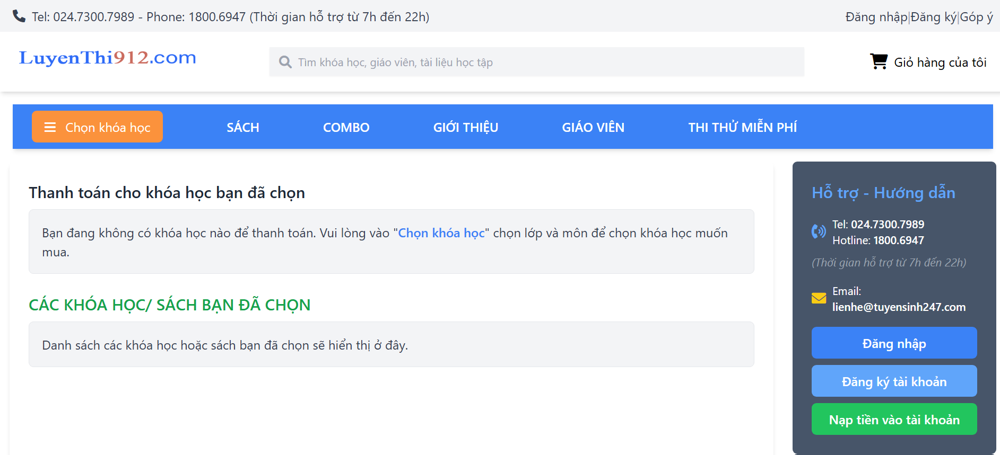 Tel: 024.7300.7989 - Phone: 1800.6947 (Thời gian hỗ trợ từ 7h đến 22h)
Đăng nhập|Đăng ký|Góp ý
LuyenThi912.com
Tìm khóa học, giáo viên, tài liệu học tập
Giỏ hàng của tôi
Chọn khóa học
SÁCH
COMBO
GIỚI THIỆU
GIÁO VIÊN
THI THỬ MIỄN PHÍ
Thanh toán cho khóa học bạn đã chọn
Bạn đang không có khóa học nào để thanh toán. Vui lòng vào "Chọn khóa học" chọn lớp và môn để chọn khóa học muốn
mua.
CÁC KHÓA HỌC/ SÁCH BẠN ĐÃ CHỌN
Danh sách các khóa học hoặc sách bạn đã chọn sẽ hiển thị ở đây.
Hỗ trợ - Hướng dẫn
Tel: 024.7300.7989
Hotline: 1800.6947
(Thời gian hỗ trợ từ 7h đến 22h)
Email:
lienhe@tuyensinh247.com
Đăng nhập
Đăng ký tài khoản
Nạp tiền vào tài khoản